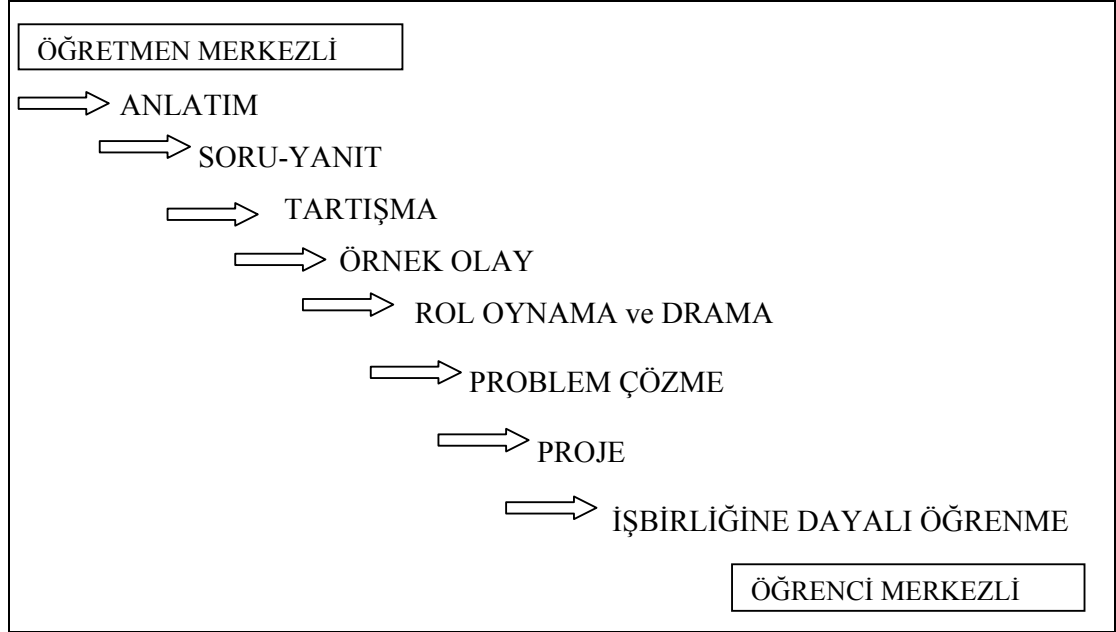 ÖĞRETMEN MERKEZLİ
ANLATIM
SORU-YANIT
TARTIŞMA
ÖRNEK OLAY
ROL OYNAMA ve DRAMA
PROBLEM ÇÖZME
PROJE
İŞBİRLİĞİNE DAYALI ÖĞRENME
ÖĞRENCİ MERKEZLİ